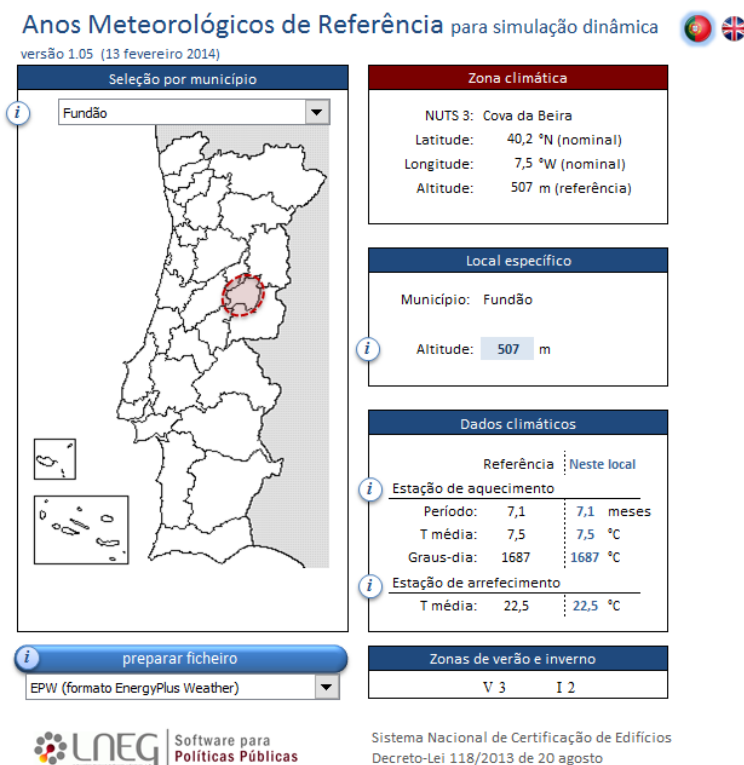 Anos Meteorológicos de Referência para simulação dinâmica
versão 1.05 (13 fevereiro 2014)
Seleção por município
i
Fundão
Zona climática
NUTS 3: Cova da Beira
Latitude: 40,2 °N (nominal)
Longitude: 7,5 °W (nominal)
Altitude: 507 m (referência)
Local específico
Município: Fundão
i
Altitude: 507 m
Dados climáticos
Referência Neste local
i
Estação de aquecimento
Período: 7,1 7,1 meses
T média: 7,5 7,5 °C
Graus-dia: 1687 1687 °C
i
Estação de arrefecimento
T média: 22,5 22,5 °C
i
preparar ficheiro
EPW (formato EnergyPlus Weather)
Zonas de verão e inverno
V 3 I 2
LNEG
Software para
Políticas Públicas
Sistema Nacional de Certificação de Edifícios
Decreto-Lei 118/2013 de 20 agosto